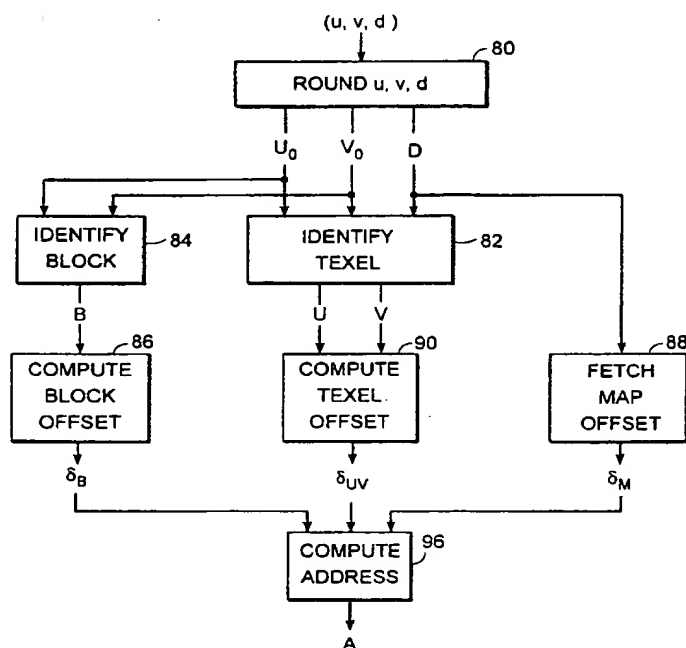 (u, v, d)
80
ROUND u, v, d
U₀ V₀ D
IDENTIFY
BLOCK
84
IDENTIFY
TEXEL
82
B
U V
86
COMPUTE
BLOCK
OFFSET
90
COMPUTE
TEXEL
OFFSET
88
FETCH
MAP
OFFSET
δB
δUV
δM
COMPUTE
ADDRESS
96
A